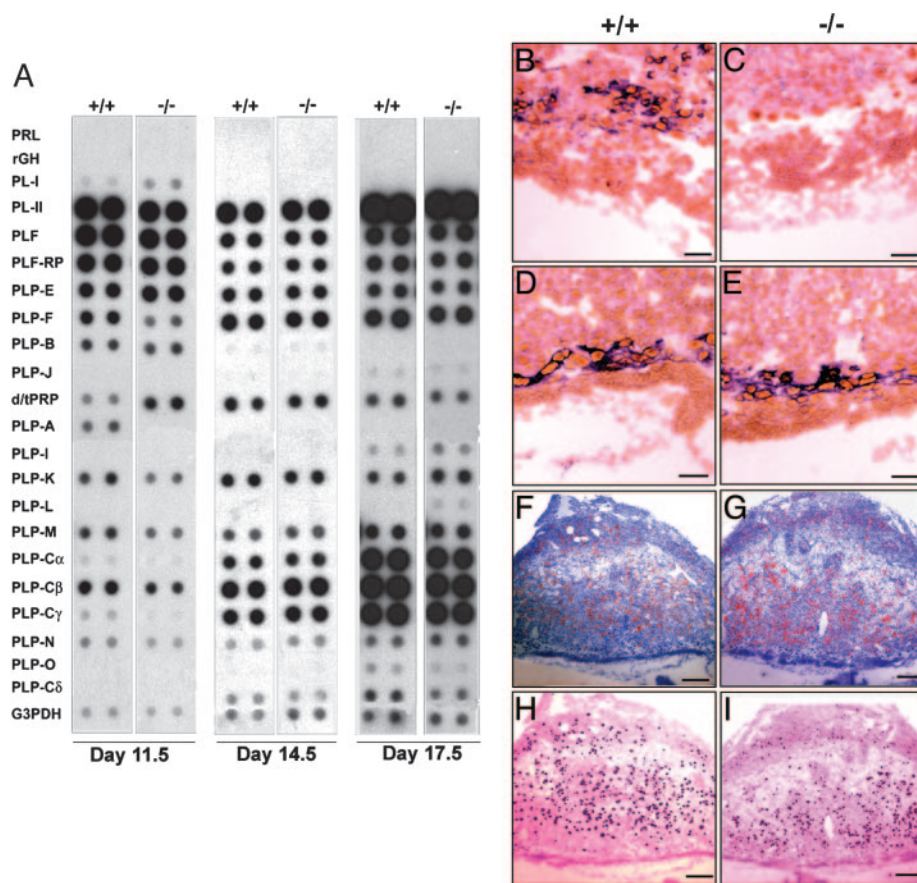 +/+ -/-
A
+/+ -/- +/+ -/- +/+ -/-
PRL
rGH
PL-I
PL-II
PLF
PLF-RP
PLP-E
PLP-F
PLP-B
PLP-J
d/tPRP
PLP-A
PLP-I
PLP-K
PLP-L
PLP-M
PLP-Cα
PLP-Cβ
PLP-Cγ
PLP-N
PLP-O
PLP-Cδ
G3PDH
Day 11.5 Day 14.5 Day 17.5
B C
D E
F G
H I